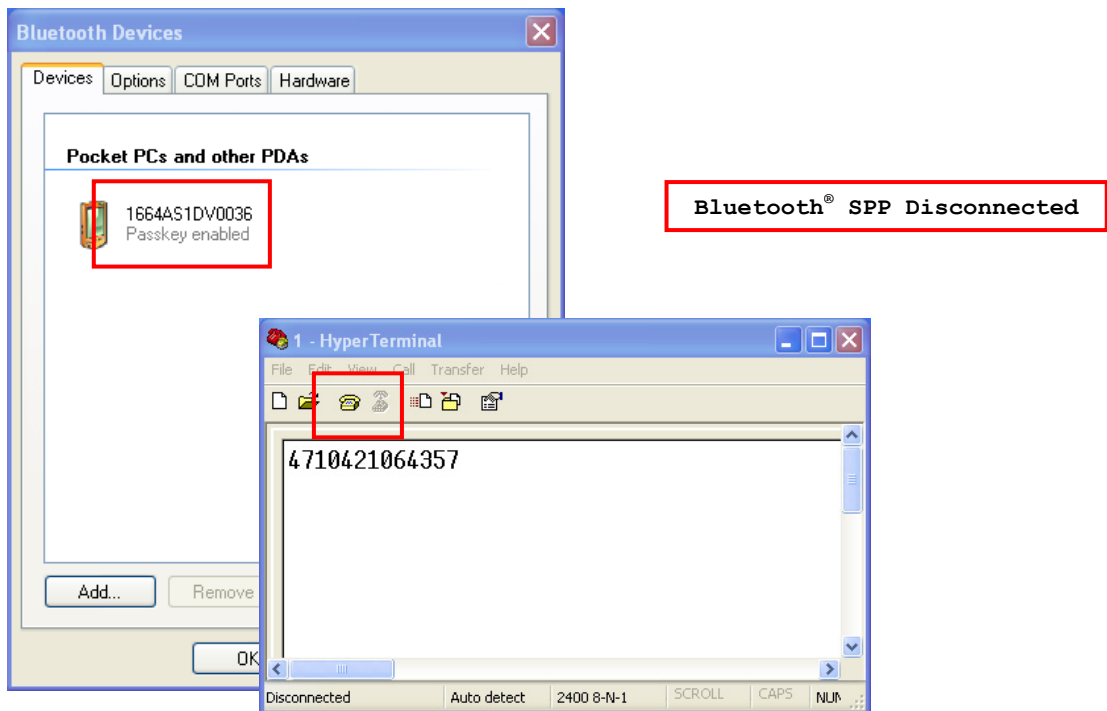 Bluetooth Devices
Devices Options COM Ports Hardware
Pocket PCs and other PDAs
1664AS1DV0036
Passkey enabled
Bluetooth® SPP Disconnected
Add... Remove
OK
1 - HyperTerminal
File Edit View Call Transfer Help
4710421064357
Disconnected Auto detect 2400 8-N-1 SCROLL CAPS NUM